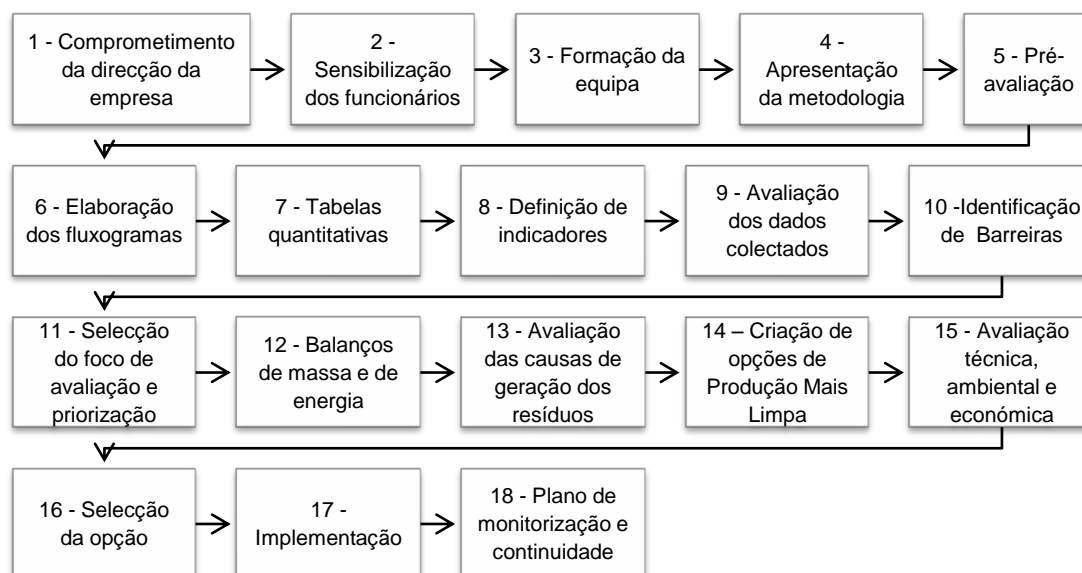 1 - Comprometimento
da direcção da
empresa
2 -
Sensibilização
dos funcionários
3 - Formação da
equipa
4 -
Apresentação
da metodologia
5 - Pré-
avaliação
6 - Elaboração
dos fluxogramas
7 - Tabelas
quantitativas
8 - Definição de
indicadores
9 - Avaliação
dos dados
colectados
10 -Identificação
de Barreiras
11 - Selecção
do foco de
avaliação e
priorização
12 - Balanços
de massa e de
energia
13 - Avaliação
das causas de
geração dos
resíduos
14 – Criação de
opções de
Produção Mais
Limpa
15 - Avaliação
técnica,
ambiental e
económica
16 - Selecção
da opção
17 -
Implementação
18 - Plano de
monitorização e
continuidade